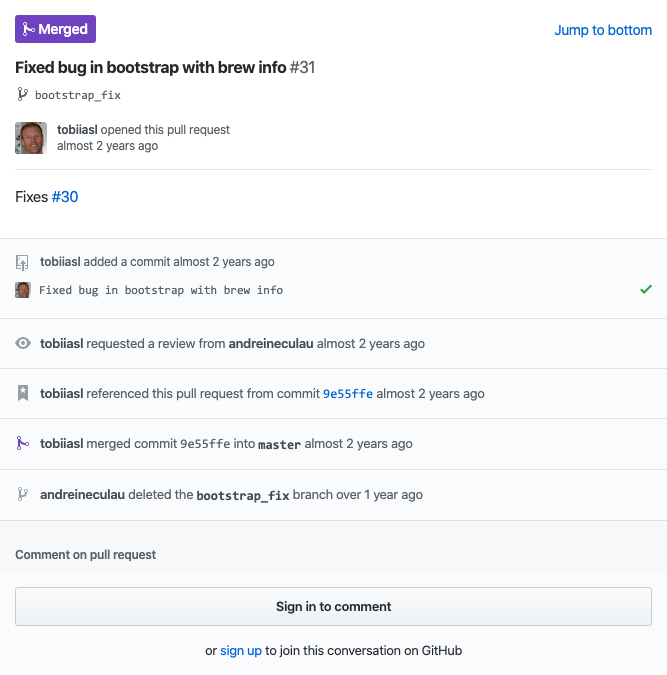 Merged
Jump to bottom
Fixed bug in bootstrap with brew info #31
bootstrap_fix
tobiiasl opened this pull request
almost 2 years ago
Fixes #30
tobiiasl added a commit almost 2 years ago
Fixed bug in bootstrap with brew info
tobiiasl requested a review from andreineculau almost 2 years ago
tobiiasl referenced this pull request from commit 9e55ffe almost 2 years ago
tobiiasl merged commit 9e55ffe into master almost 2 years ago
andreineculau deleted the bootstrap_fix branch over 1 year ago
Comment on pull request
Sign in to comment
or sign up to join this conversation on GitHub